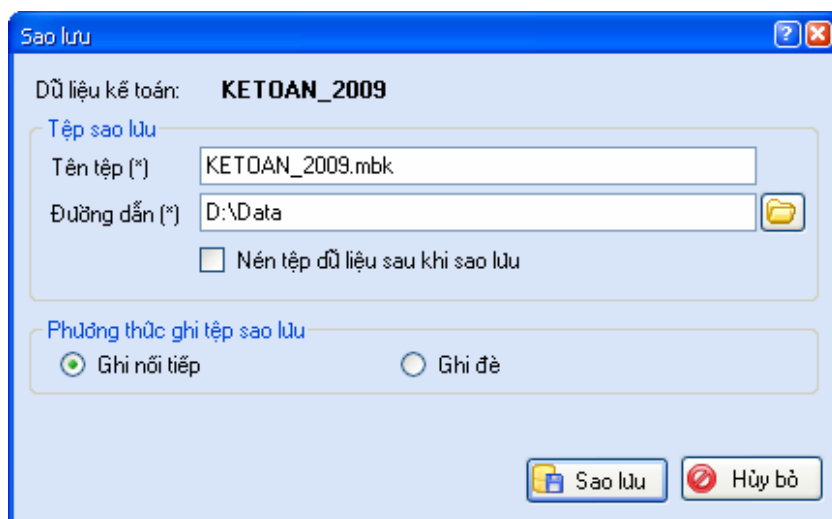 Sao lưu
Dữ liệu kế toán: KETOAN_2009
Tệp sao lưu
Tên tệp (*) KETOAN_2009.mbk
Đường dẫn (*) D:\Data
Nén tệp dữ liệu sau khi sao lưu
Phương thức ghi tệp sao lưu
Ghi nối tiếp Ghi đè
Sao lưu Hủy bỏ